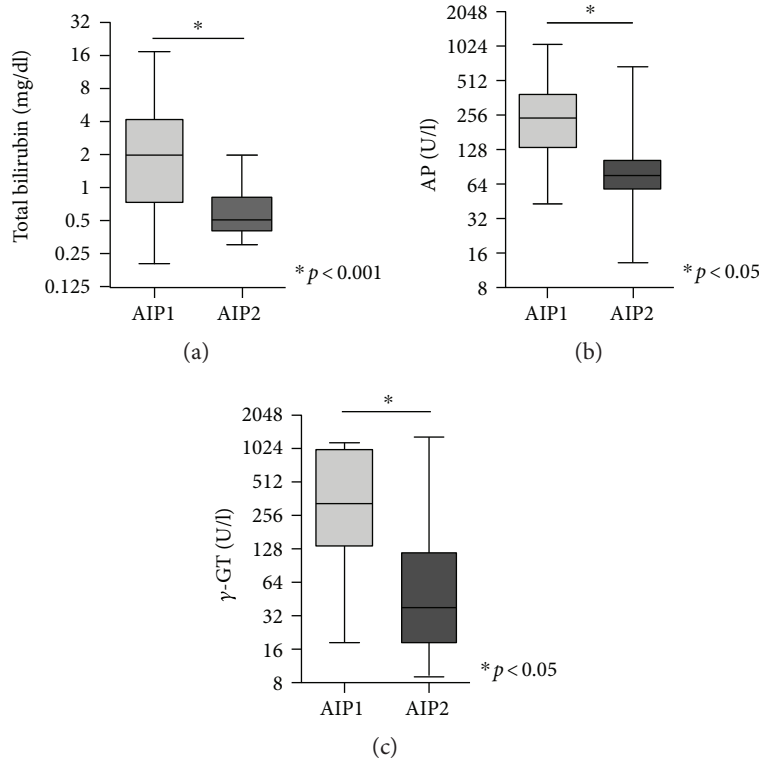 32
16
8
4
2
1
0.5
0.25
0.125
Total bilirubin (mg/dl)
*
AIP1 AIP2
* p < 0.001
(a)
2048
1024
512
256
128
64
32
16
8
AP (U/l)
*
AIP1 AIP2
* p < 0.05
(b)
2048
1024
512
256
128
64
32
16
8
γ-GT (U/l)
*
AIP1 AIP2
* p < 0.05
(c)